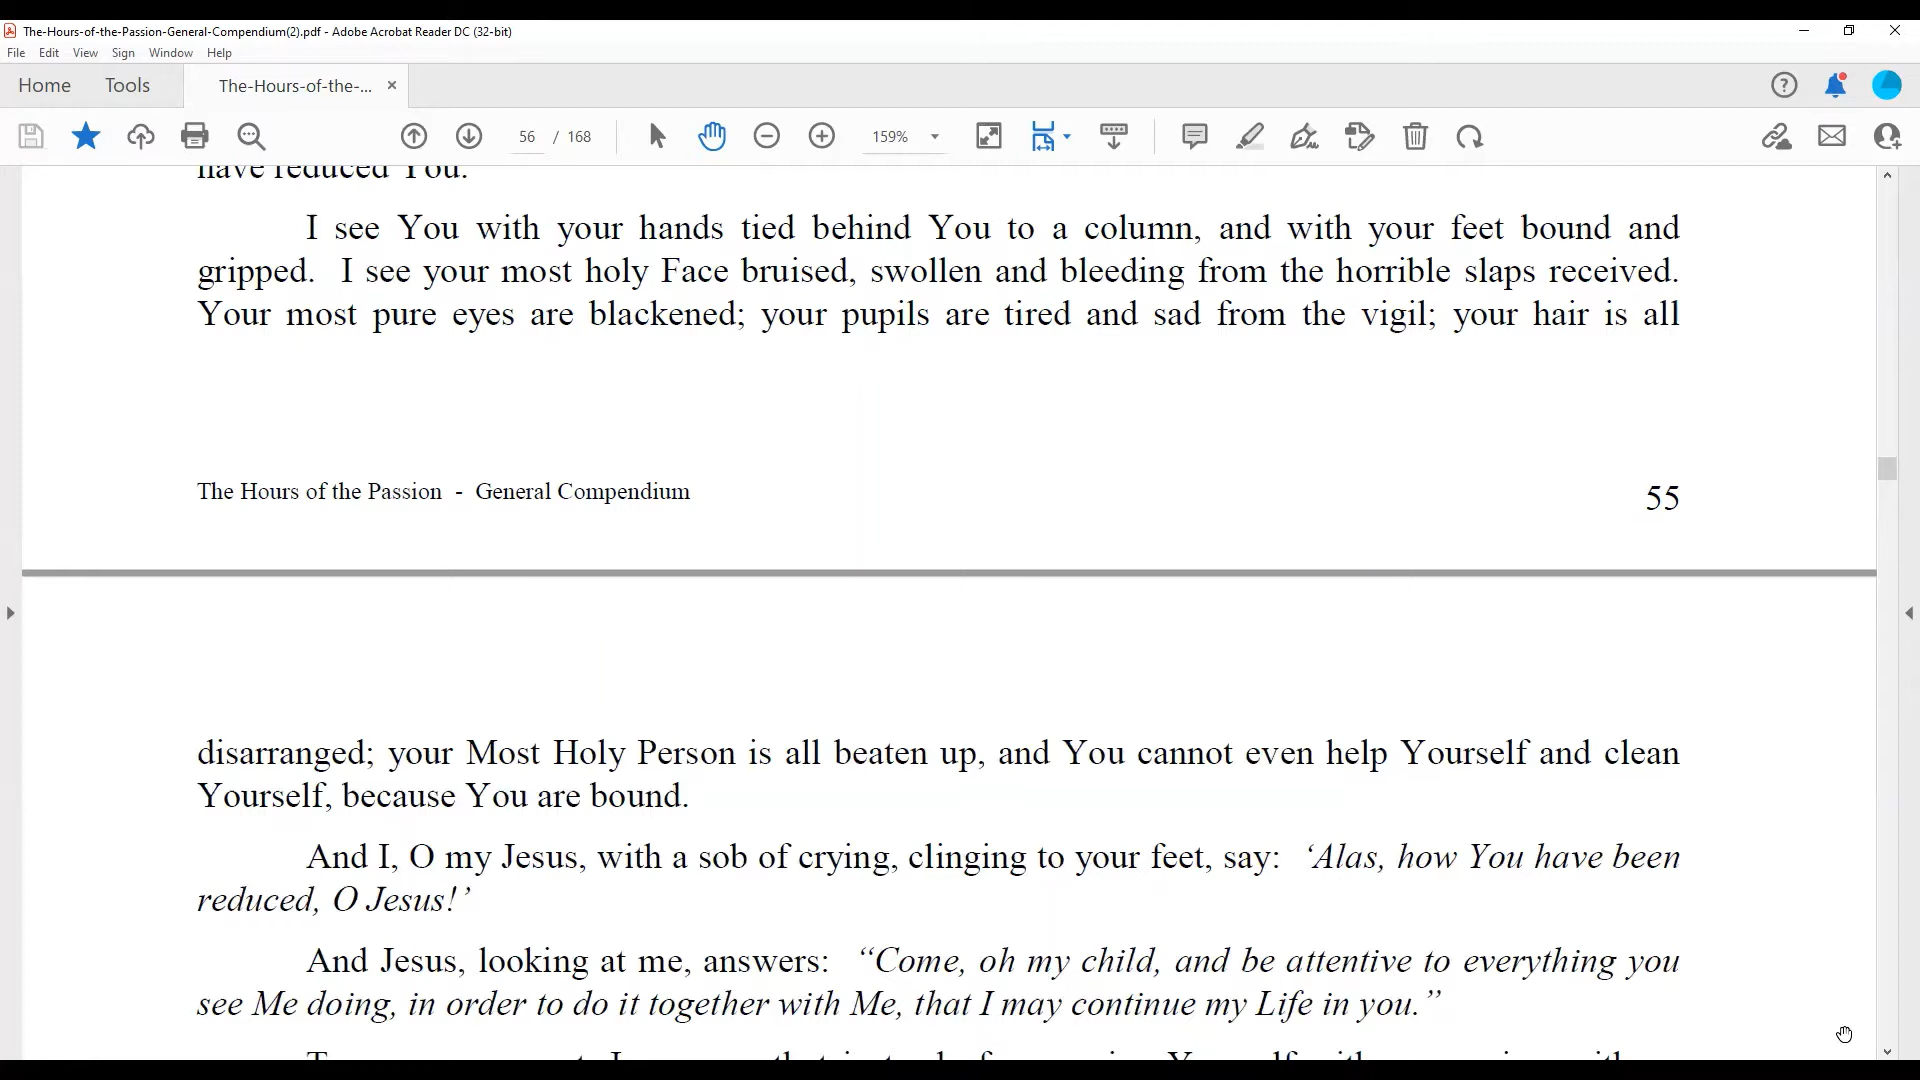 The-Hours-of-the-Passion-General-Compendium(2).pdf - Adobe Acrobat Reader DC (32-bit)
File Edit View Sign Window Help
Home Tools The-Hours-of-the-...
56 / 168 159%
have reduced You.
I see You with your hands tied behind You to a column, and with your feet bound and
gripped. I see your most holy Face bruised, swollen and bleeding from the horrible slaps received.
Your most pure eyes are blackened; your pupils are tired and sad from the vigil; your hair is all
The Hours of the Passion - General Compendium 55
disarranged; your Most Holy Person is all beaten up, and You cannot even help Yourself and clean
Yourself, because You are bound.
And I, O my Jesus, with a sob of crying, clinging to your feet, say: ‘Alas, how You have been
reduced, O Jesus!’
And Jesus, looking at me, answers: “Come, oh my child, and be attentive to everything you
see Me doing, in order to do it together with Me, that I may continue my Life in you.”